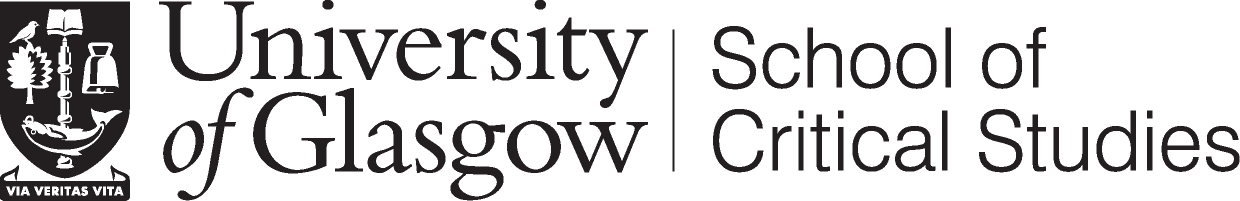 University
of Glasgow
School of
Critical Studies
VIA VERITAS VITA